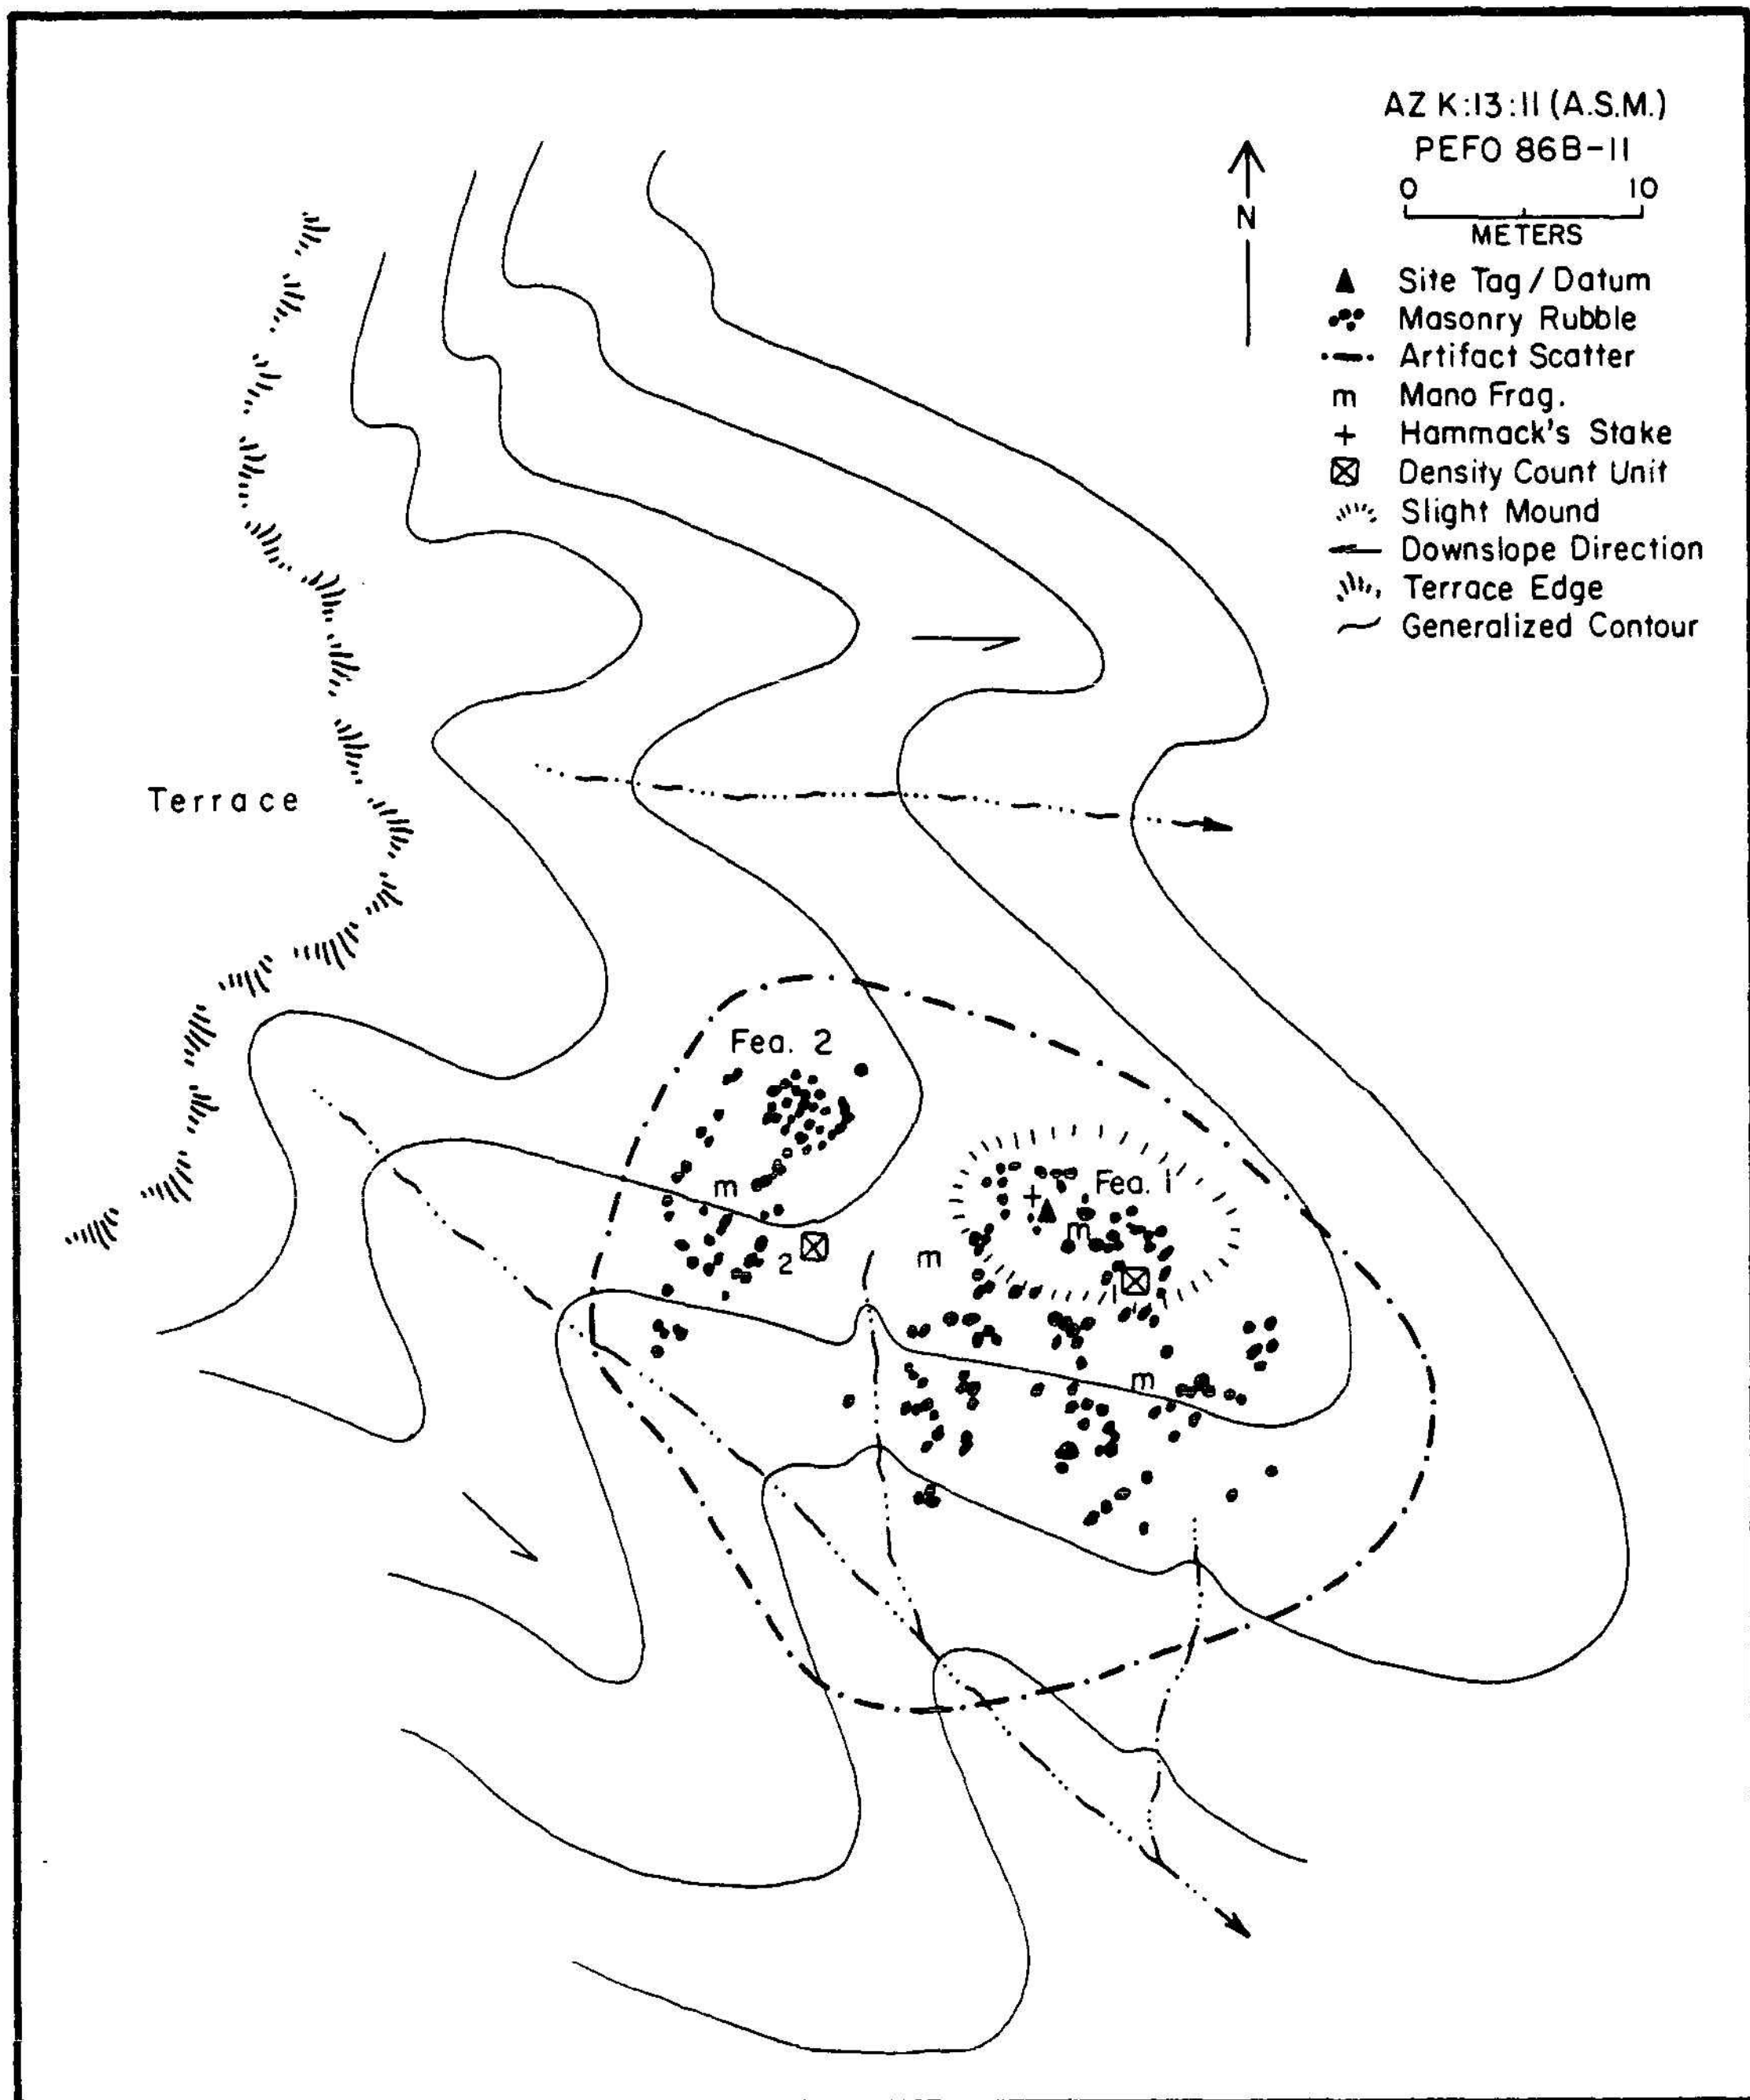 AZ K:13:11 (A.S.M.)
PEFO 86B-11
0 10
METERS
N
Site Tag / Datum
Masonry Rubble
Artifact Scatter
m Mano Frag.
+ Hammack's Stake
Density Count Unit
Slight Mound
Downslope Direction
Terrace Edge
Generalized Contour
Terrace
Fea. 2
Fea. 1
m
m
m
2
1
m